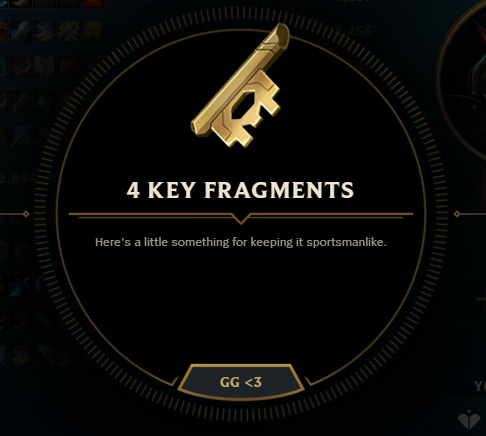 4 KEY FRAGMENTS
Here's a little something for keeping it sportsmanlike.
GG <3